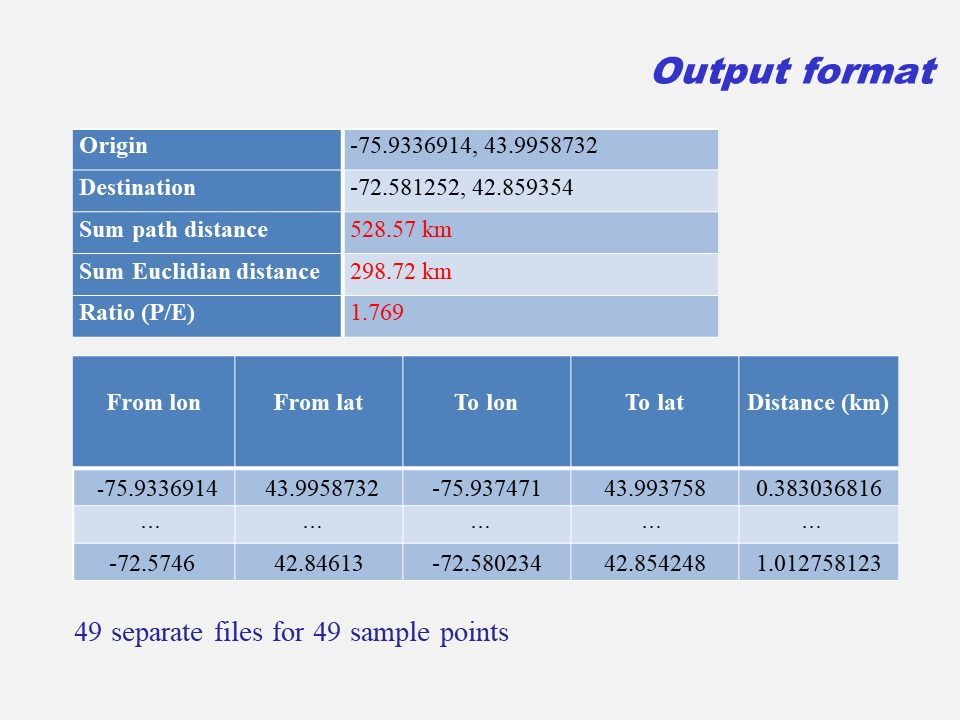 Output format
Origin -75.9336914, 43.9958732
Destination -72.581252, 42.859354
Sum path distance 528.57 km
Sum Euclidian distance 298.72 km
Ratio (P/E) 1.769
From lon From lat To lon To lat Distance (km)
-75.9336914 43.9958732 -75.937471 43.993758 0.383036816
… … … … …
-72.5746 42.84613 -72.580234 42.854248 1.012758123
49 separate files for 49 sample points